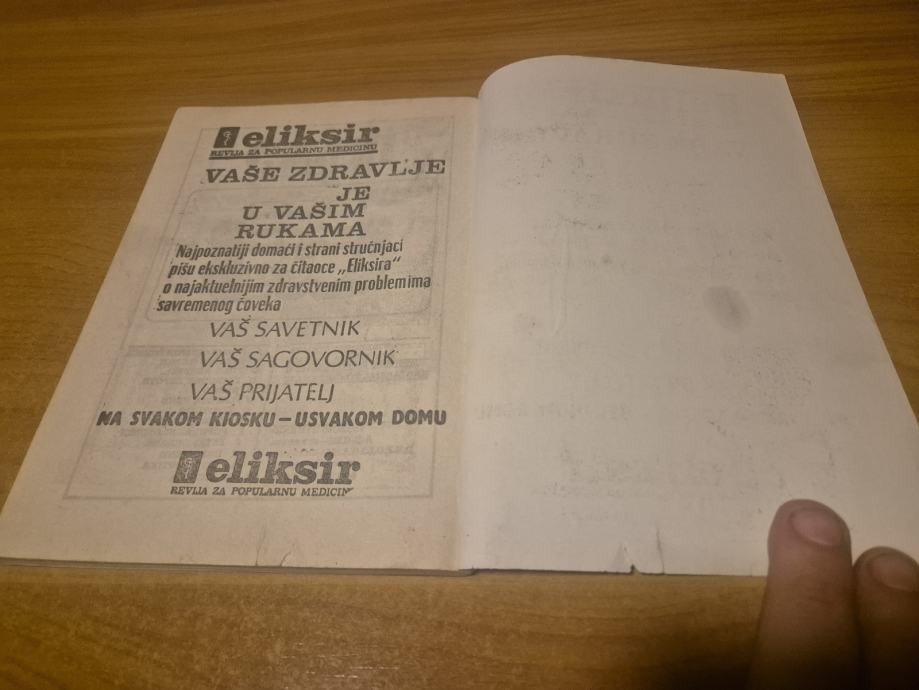 eliksir
REVIJA ZA POPULARNU MEDICINU
VAŠE ZDRAVLJE
JE
U VAŠIM
RUKAMA
Najpoznatiji domaći i strani stručnjaci
pišu ekskluzivno za čitaoce „Eliksira“
o najaktuelnijim zdravstvenim problemima
savremenog čoveka
VAŠ SAVETNIK
VAŠ SAGOVORNIK
VAŠ PRIJATELJ
NA SVAKOM KIOSKU – USVAKOM DOMU
eliksir
REVIJA ZA POPULARNU MEDICIN